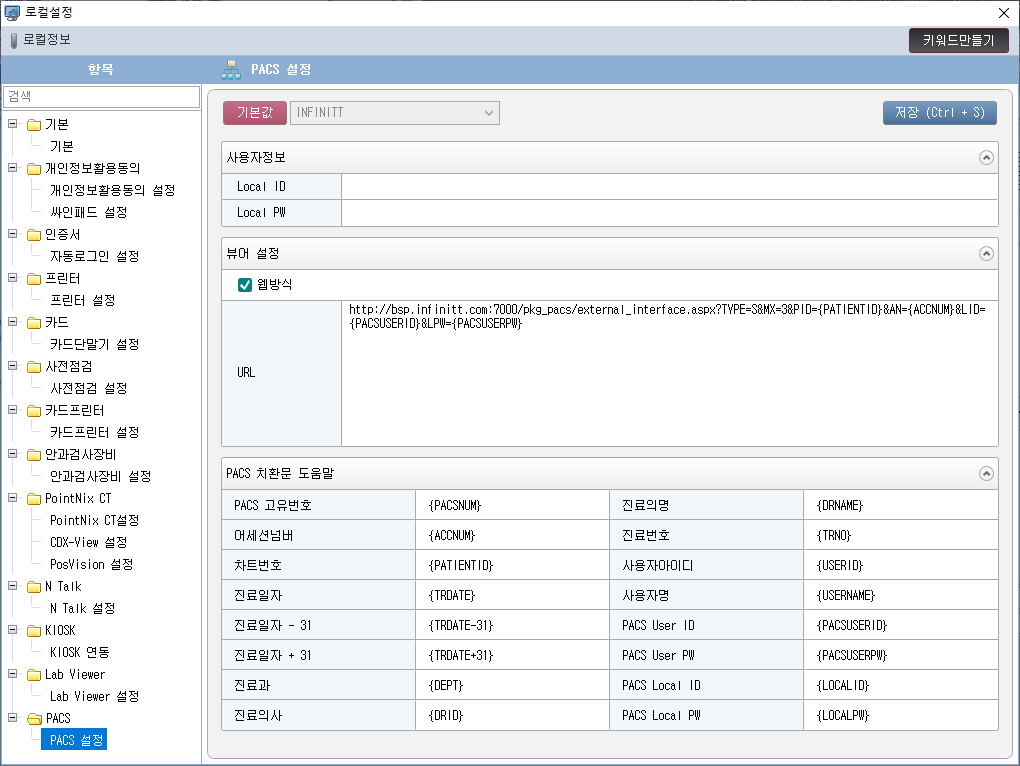 로컬설정
로컬정보
키워드만들기
항목
PACS 설정
검색
기본
기본
개인정보활용동의
개인정보활용동의 설정
싸인패드 설정
인증서
자동로그인 설정
프린터
프린터 설정
카드
카드단말기 설정
사전점검
사전점검 설정
카드프린터
카드프린터 설정
안과검사장비
안과검사장비 설정
PointNix CT
PointNix CT설정
CDX-View 설정
PosVision 설정
N Talk
N Talk 설정
KIOSK
KIOSK 연동
Lab Viewer
Lab Viewer 설정
PACS
PACS 설정
기본값 INFINITT 저장 (Ctrl + S)
사용자정보
Local ID
Local PW
뷰어 설정
웹방식
URL
http://bsp.infinitt.com:7000/pkg_pacs/external_interface.aspx?TYPE=S&MX=3&PID={PATIENTID}&AN={ACCNUM}&LID=
{PACSUSERID}&LPW={PACSUSERPW}
PACS 치환문 도움말
PACS 고유번호 {PACSNUM} 진료의명 {DRNAME}
어세션넘버 {ACCNUM} 진료번호 {TRNO}
차트번호 {PATIENTID} 사용자아이디 {USERID}
진료일자 {TRDATE} 사용자명 {USERNAME}
진료일자 - 31 {TRDATE-31} PACS User ID {PACSUSERID}
진료일자 + 31 {TRDATE+31} PACS User PW {PACSUSERPW}
진료과 {DEPT} PACS Local ID {LOCALID}
진료의사 {DRID} PACS Local PW {LOCALPW}